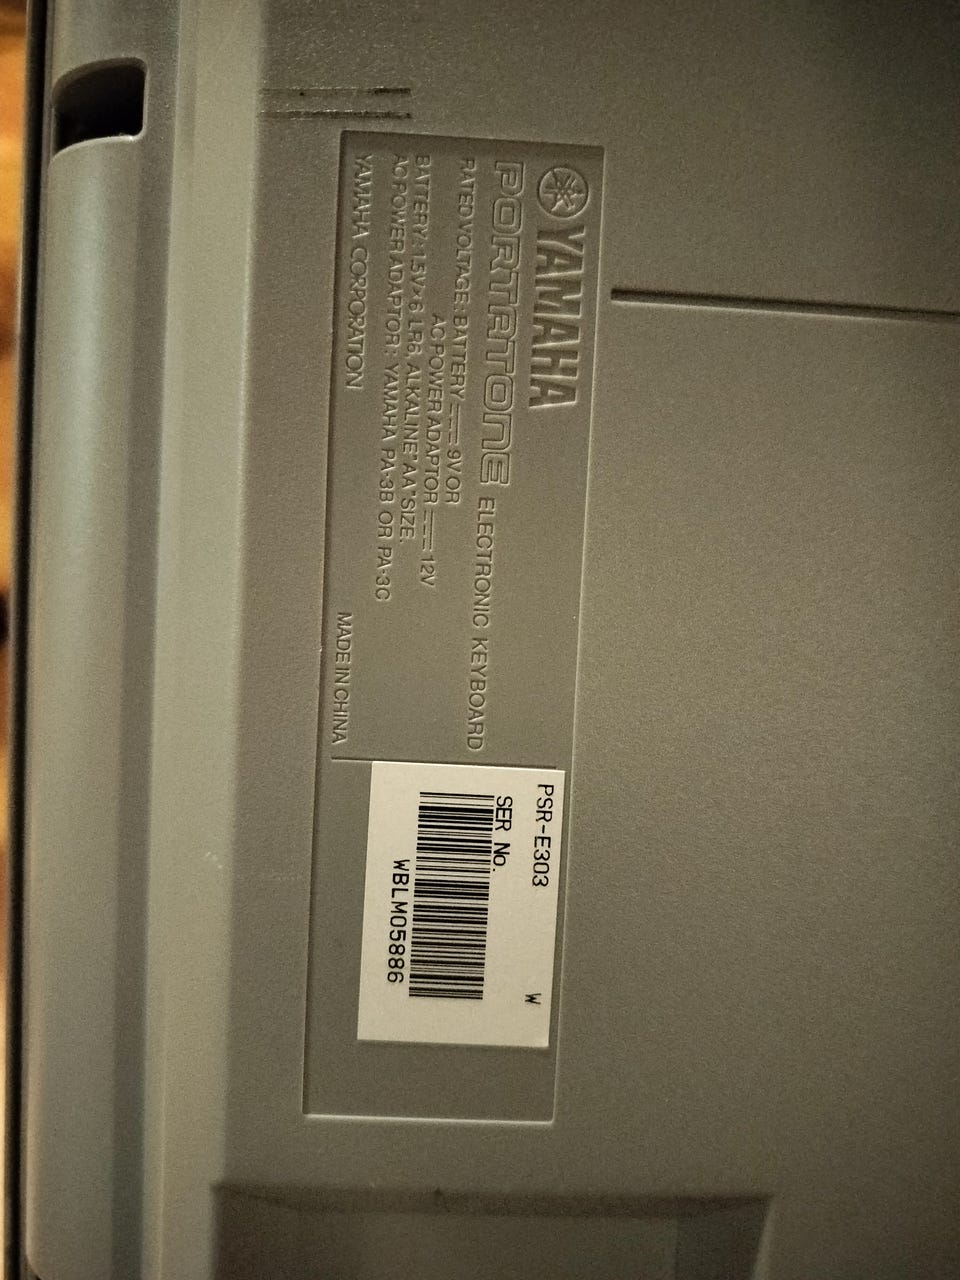 YAMAHA
PORTATONE ELECTRONIC KEYBOARD
RATED VOLTAGE: BATTERY ⎓ 9V OR
AC POWER ADAPTOR ⎓ 12V
BATTERY: 1.5V×6 LR6, ALKALINE"AA"SIZE.
AC POWER ADAPTOR: YAMAHA PA-3B OR PA-3C
YAMAHA CORPORATION
MADE IN CHINA
PSR-E303 W
SER No.
WBLM05886